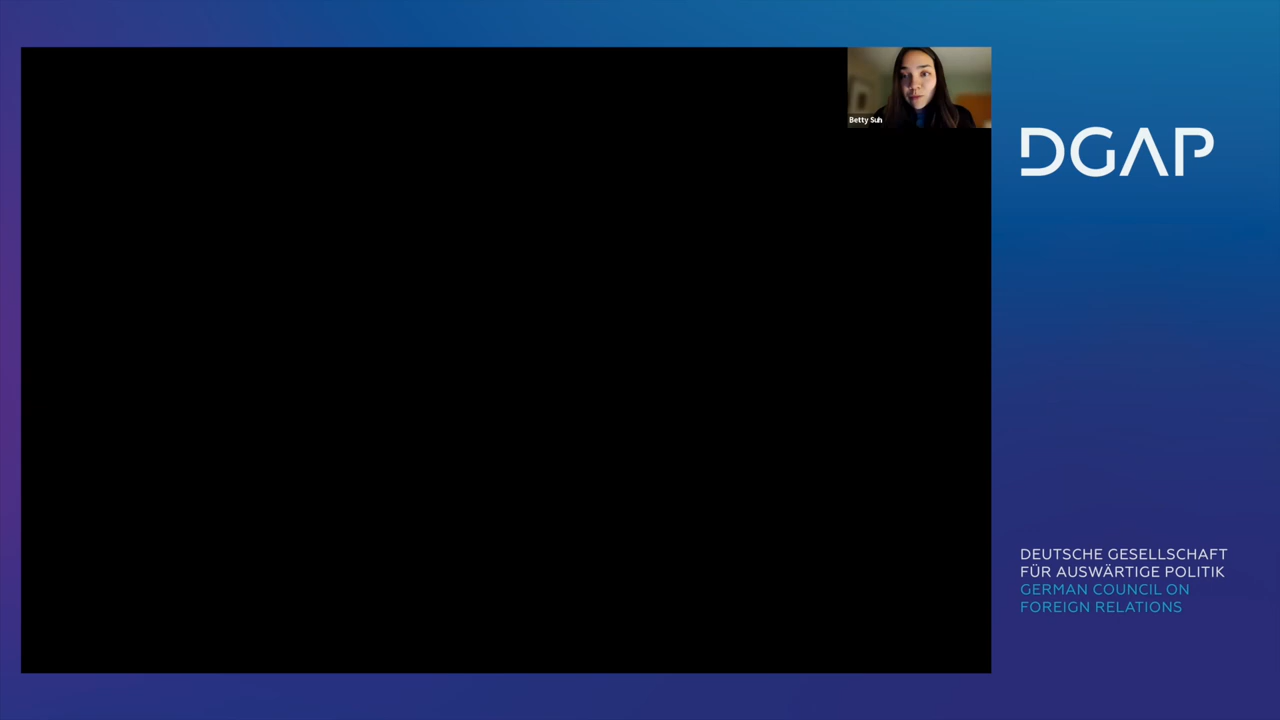 Betty Suh
DGAP
DEUTSCHE GESELLSCHAFT
FÜR AUSWÄRTIGE POLITIK
GERMAN COUNCIL ON
FOREIGN RELATIONS